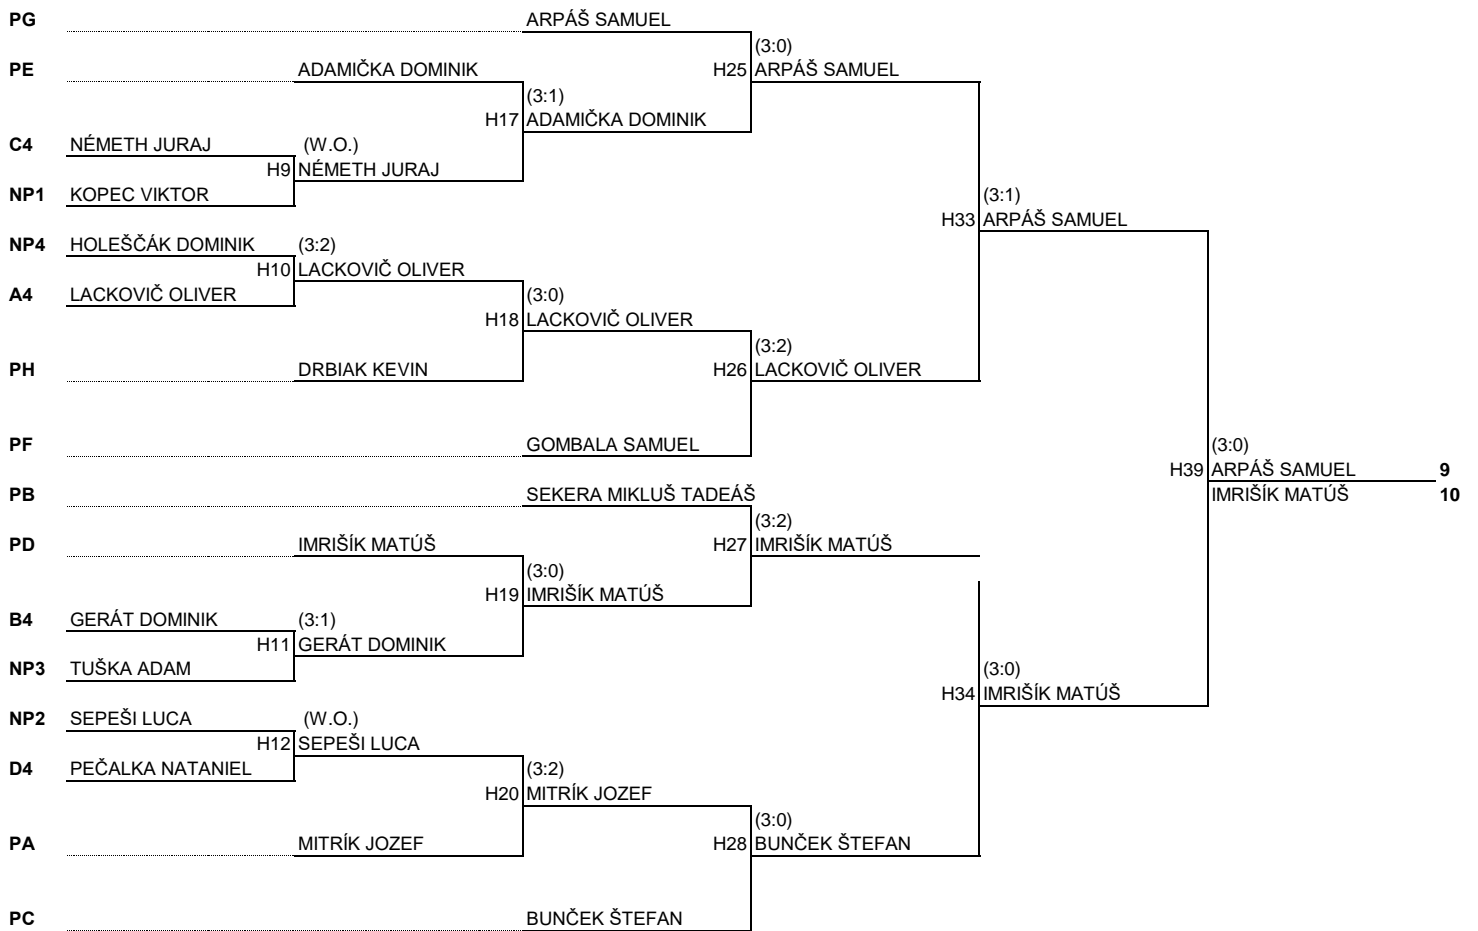 PG ARPÁŠ SAMUEL
(3:0)
PE ADAMIČKA DOMINIK H25 ARPÁŠ SAMUEL
(3:1)
H17 ADAMIČKA DOMINIK
C4 NÉMETH JURAJ (W.O.)
H9 NÉMETH JURAJ
NP1 KOPEC VIKTOR (3:1)
H33 ARPÁŠ SAMUEL
NP4 HOLEŠČÁK DOMINIK (3:2)
H10 LACKOVIČ OLIVER
A4 LACKOVIČ OLIVER (3:0)
H18 LACKOVIČ OLIVER
(3:2)
PH DRBIAK KEVIN H26 LACKOVIČ OLIVER
PF GOMBALA SAMUEL (3:0)
H39 ARPÁŠ SAMUEL 9
PB SEKERA MIKLUŠ TADEÁŠ IMRIŠÍK MATÚŠ 10
(3:2)
PD IMRIŠÍK MATÚŠ H27 IMRIŠÍK MATÚŠ
(3:0)
H19 IMRIŠÍK MATÚŠ
B4 GERÁT DOMINIK (3:1)
H11 GERÁT DOMINIK
NP3 TUŠKA ADAM (3:0)
H34 IMRIŠÍK MATÚŠ
NP2 SEPEŠI LUCA (W.O.)
H12 SEPEŠI LUCA
D4 PEČALKA NATANIEL (3:2)
H20 MITRÍK JOZEF
(3:0)
PA MITRÍK JOZEF H28 BUNČEK ŠTEFAN
PC BUNČEK ŠTEFAN